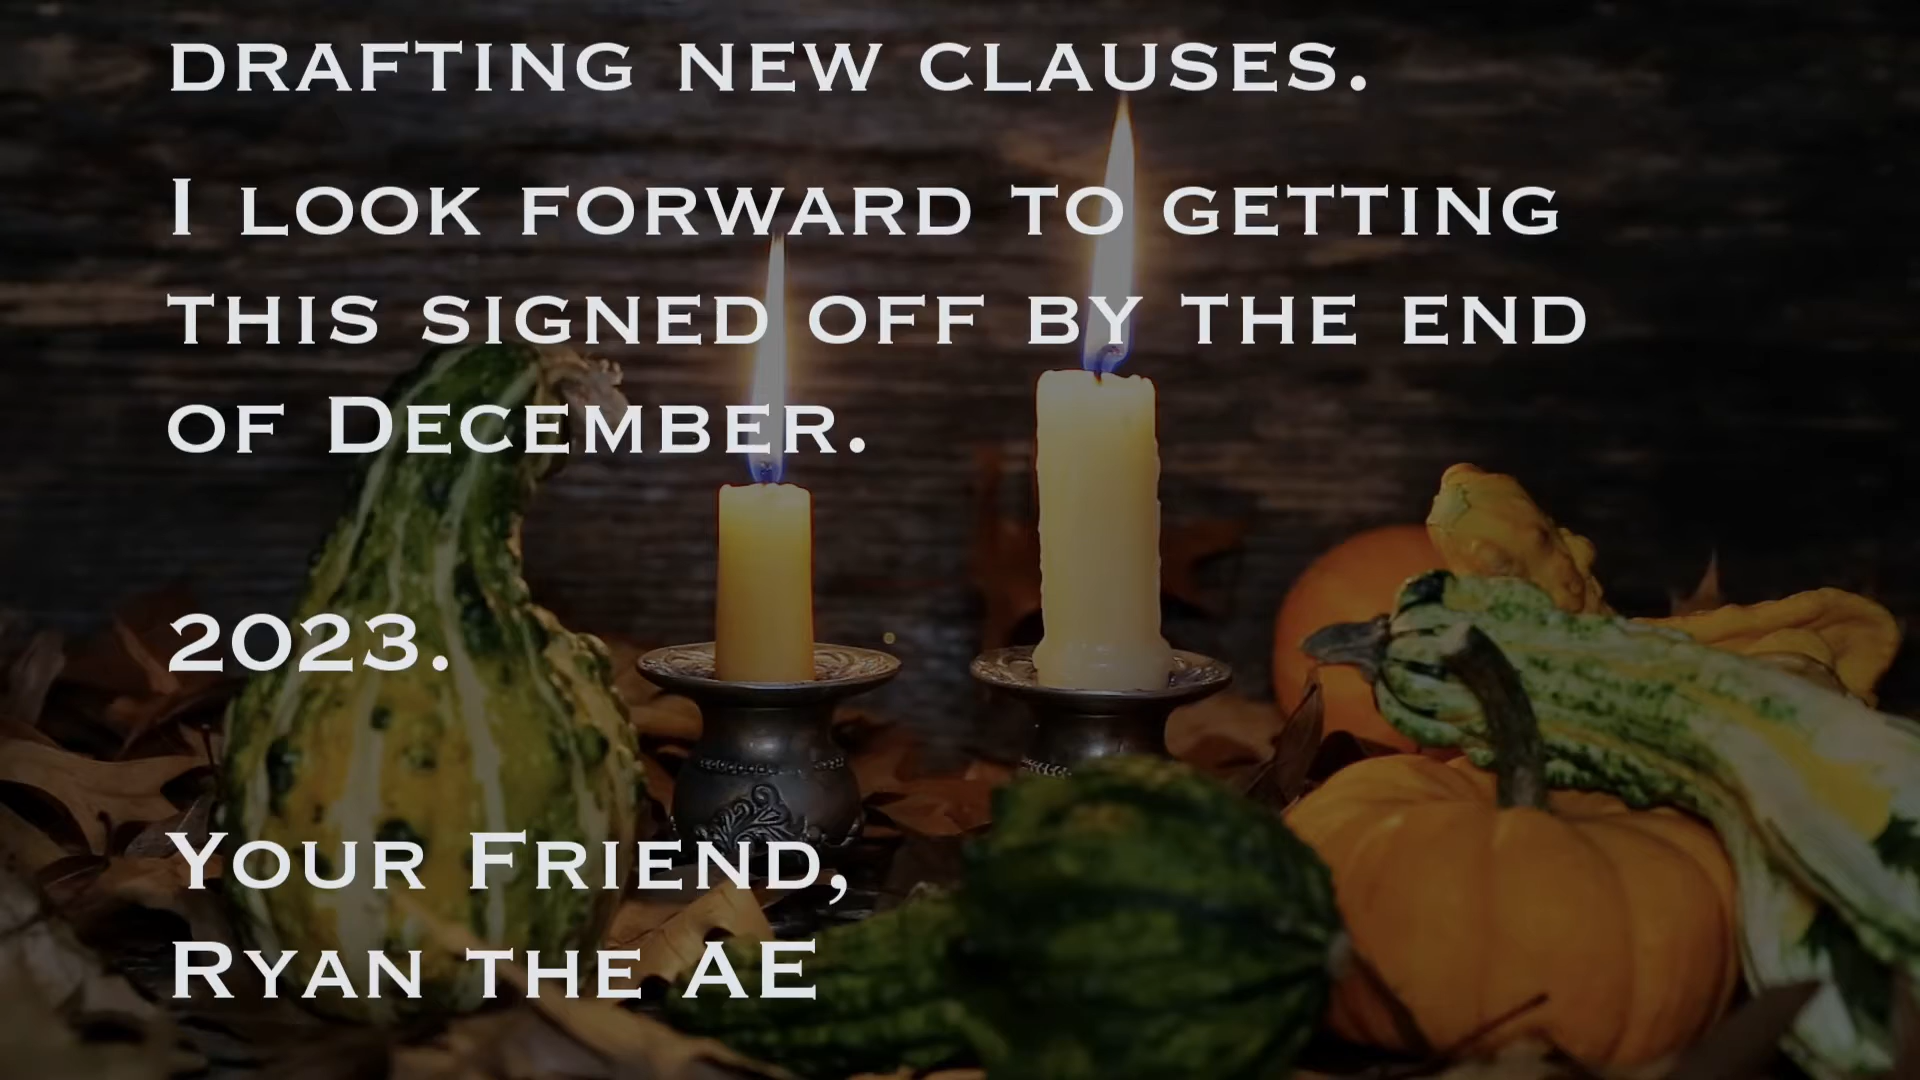 DRAFTING NEW CLAUSES.
I LOOK FORWARD TO GETTING
THIS SIGNED OFF BY THE END
OF DECEMBER.
2023.
YOUR FRIEND,
RYAN THE AE